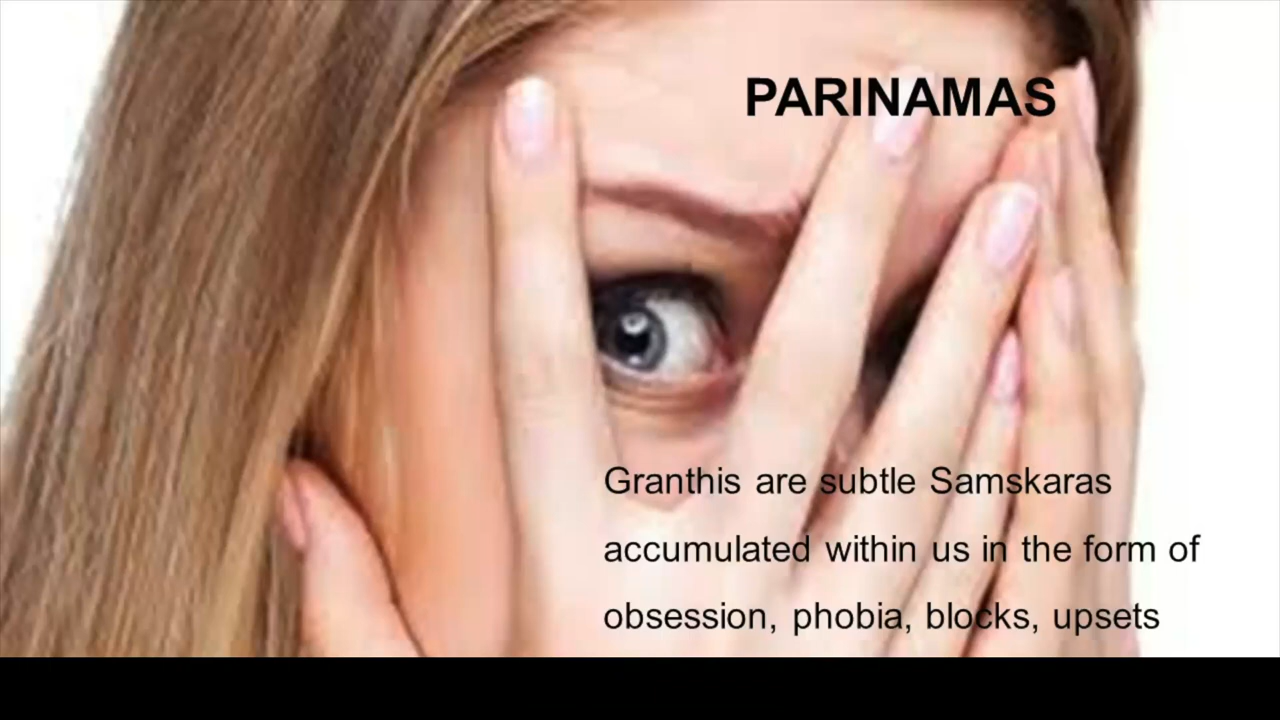 PARINAMAS
Granthis are subtle Samskaras
accumulated within us in the form of
obsession, phobia, blocks, upsets